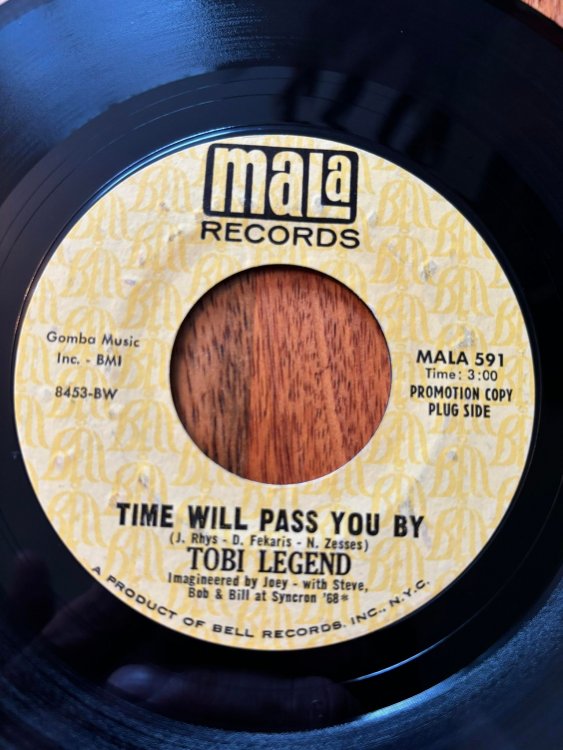 mala
RECORDS
Gomba Music
Inc. - BMI
8453-BW
MALA 591
Time: 3:00
PROMOTION COPY
PLUG SIDE
TIME WILL PASS YOU BY
(J. Rhys - D. Fekaris - N. Zesses)
TOBI LEGEND
Imagineered by Joey - with Steve,
Bob & Bill at Syncron '68*
A PRODUCT OF BELL RECORDS, INC., N.Y.C.